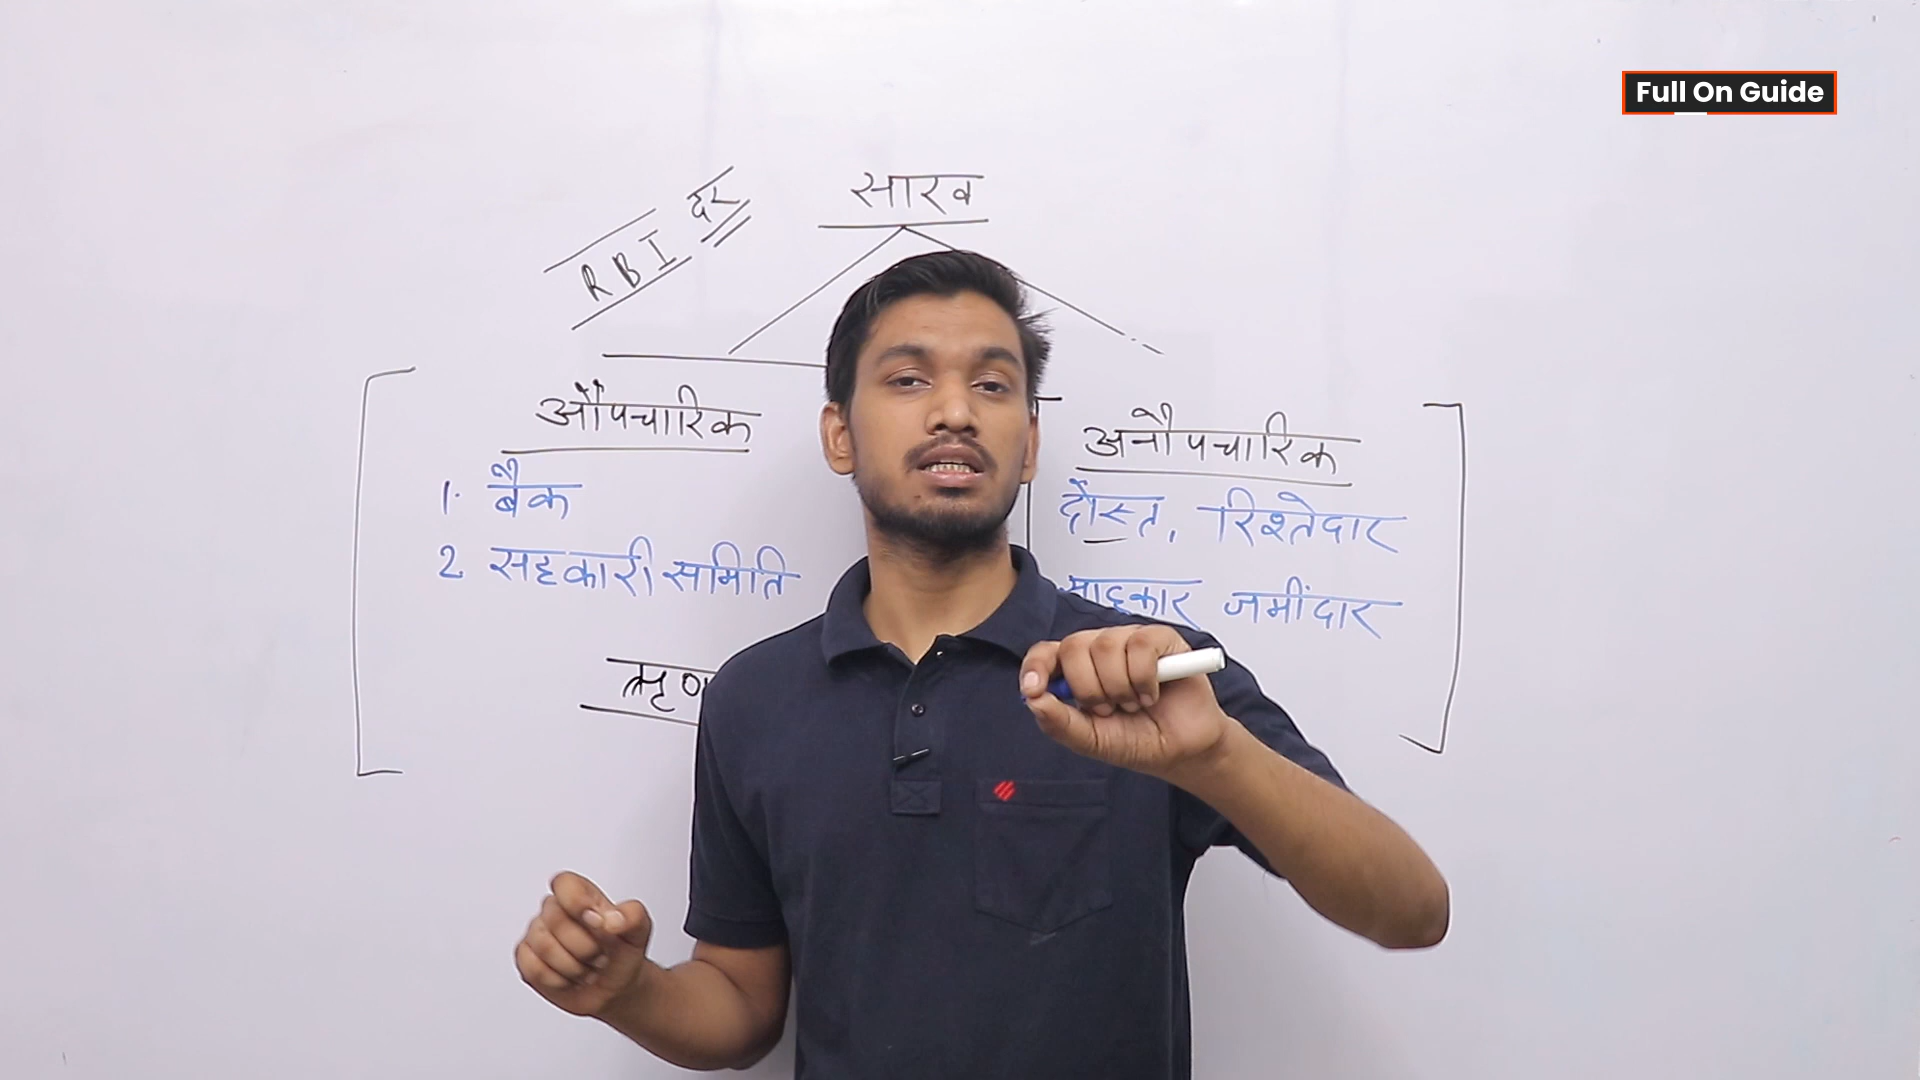 Full On Guide
साख
RBI दर
औपचारिक
अनौपचारिक
1. बैंक
दोस्त, रिश्तेदार
2. सहकारी समिति
साहूकार जमींदार